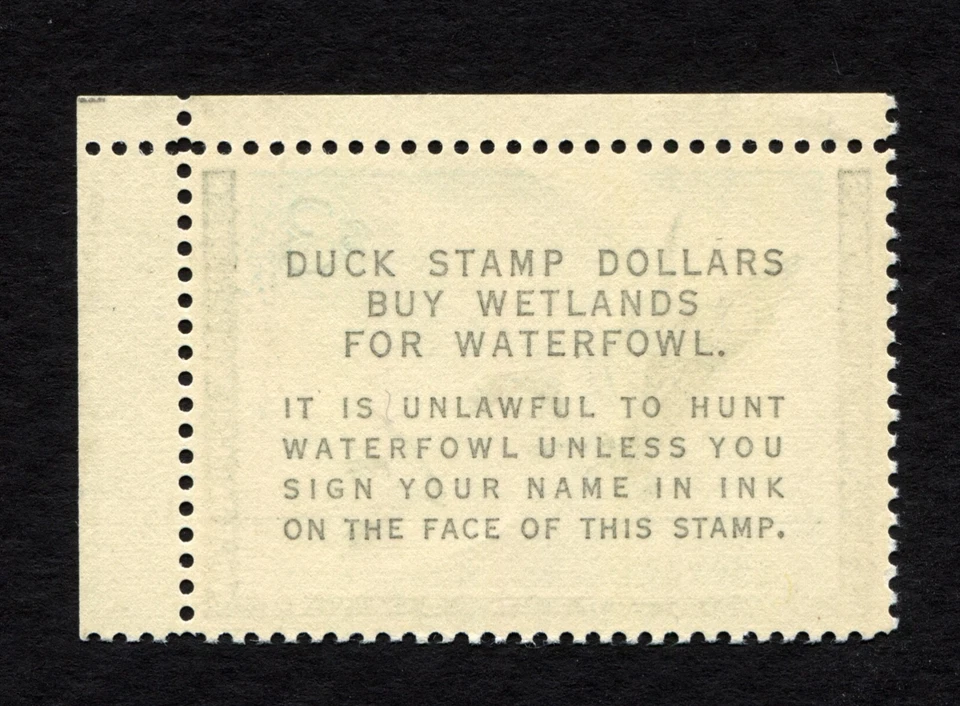 DUCK STAMP DOLLARS
BUY WETLANDS
FOR WATERFOWL.
IT IS UNLAWFUL TO HUNT
WATERFOWL UNLESS YOU
SIGN YOUR NAME IN INK
ON THE FACE OF THIS STAMP.